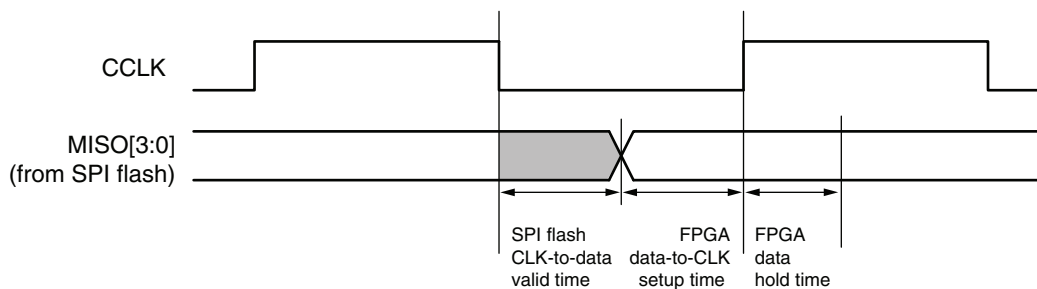 CCLK
MISO[3:0]
(from SPI flash)
SPI flash
CLK-to-data
valid time
FPGA
data-to-CLK
setup time
FPGA
data
hold time